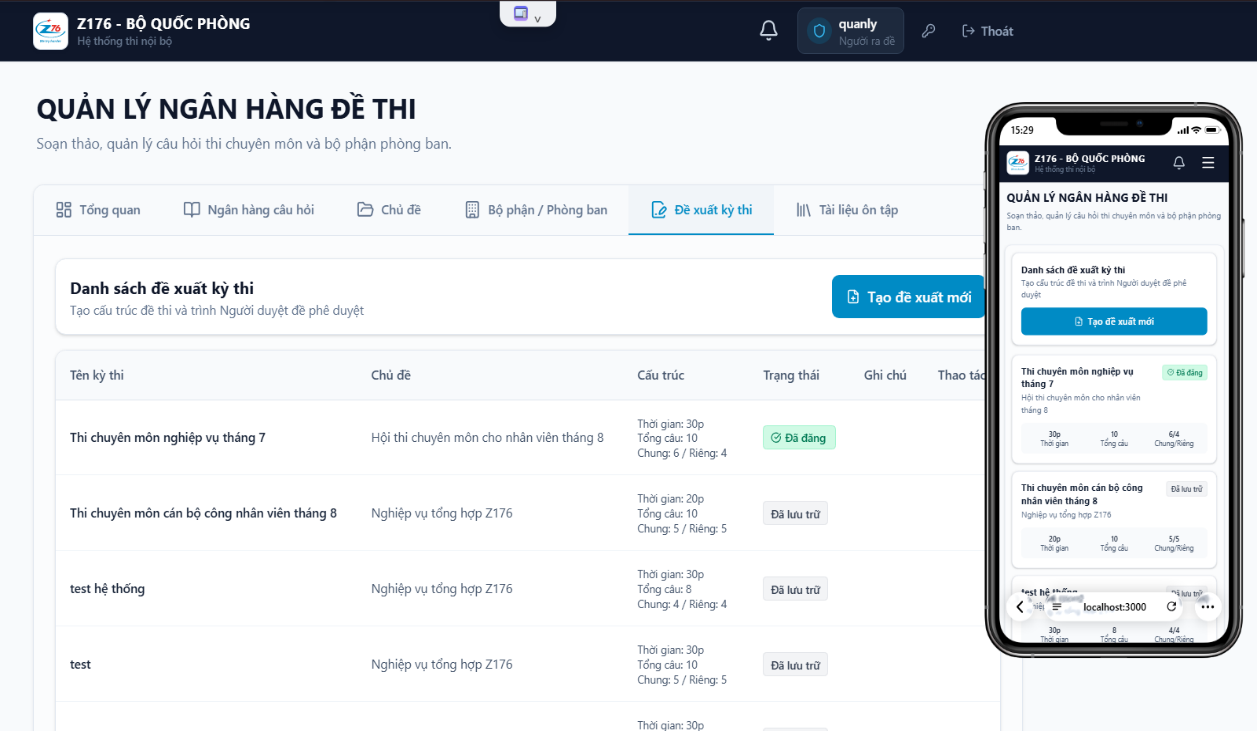 Z76
Z176 - BỘ QUỐC PHÒNG
Hệ thống thi nội bộ
v
quanly
Người ra đề
Thoát
QUẢN LÝ NGÂN HÀNG ĐỀ THI
Soạn thảo, quản lý câu hỏi thi chuyên môn và bộ phận phòng ban.
Tổng quan
Ngân hàng câu hỏi
Chủ đề
Bộ phận / Phòng ban
Đề xuất kỳ thi
Tài liệu ôn tập
Danh sách đề xuất kỳ thi
Tạo cấu trúc đề thi và trình Người duyệt đề phê duyệt
Tạo đề xuất mới
Tên kỳ thi
Chủ đề
Cấu trúc
Trạng thái
Ghi chú
Thao tác
Thi chuyên môn nghiệp vụ tháng 7
Hội thi chuyên môn cho nhân viên tháng 8
Thời gian: 30p
Tổng câu: 10
Chung: 6 / Riêng: 4
Đã đăng
Thi chuyên môn cán bộ công nhân viên tháng 8
Nghiệp vụ tổng hợp Z176
Thời gian: 20p
Tổng câu: 10
Chung: 5 / Riêng: 5
Đã lưu trữ
test hệ thống
Nghiệp vụ tổng hợp Z176
Thời gian: 30p
Tổng câu: 8
Chung: 4 / Riêng: 4
Đã lưu trữ
test
Nghiệp vụ tổng hợp Z176
Thời gian: 30p
Tổng câu: 10
Chung: 5 / Riêng: 5
Đã lưu trữ
Thời gian: 30p
15:29
Z76
Z176 - BỘ QUỐC PHÒNG
Hệ thống thi nội bộ
QUẢN LÝ NGÂN HÀNG ĐỀ THI
Soạn thảo, quản lý câu hỏi thi chuyên môn và bộ phận phòng
ban.
Danh sách đề xuất kỳ thi
Tạo cấu trúc đề thi và trình Người duyệt đề phê
duyệt
Tạo đề xuất mới
Thi chuyên môn nghiệp vụ
tháng 7
Đã đăng
Hội thi chuyên môn cho nhân viên
tháng 8
30p
Thời gian
10
Tổng câu
6/4
Chung/Riêng
Thi chuyên môn cán bộ công
nhân viên tháng 8
Đã lưu trữ
Nghiệp vụ tổng hợp Z176
20p
Thời gian
10
Tổng câu
5/5
Chung/Riêng
test hệ thống
Đã lưu trữ
localhost:3000
30p
Thời gian
8
Tổng câu
4/4
Chung/Riêng